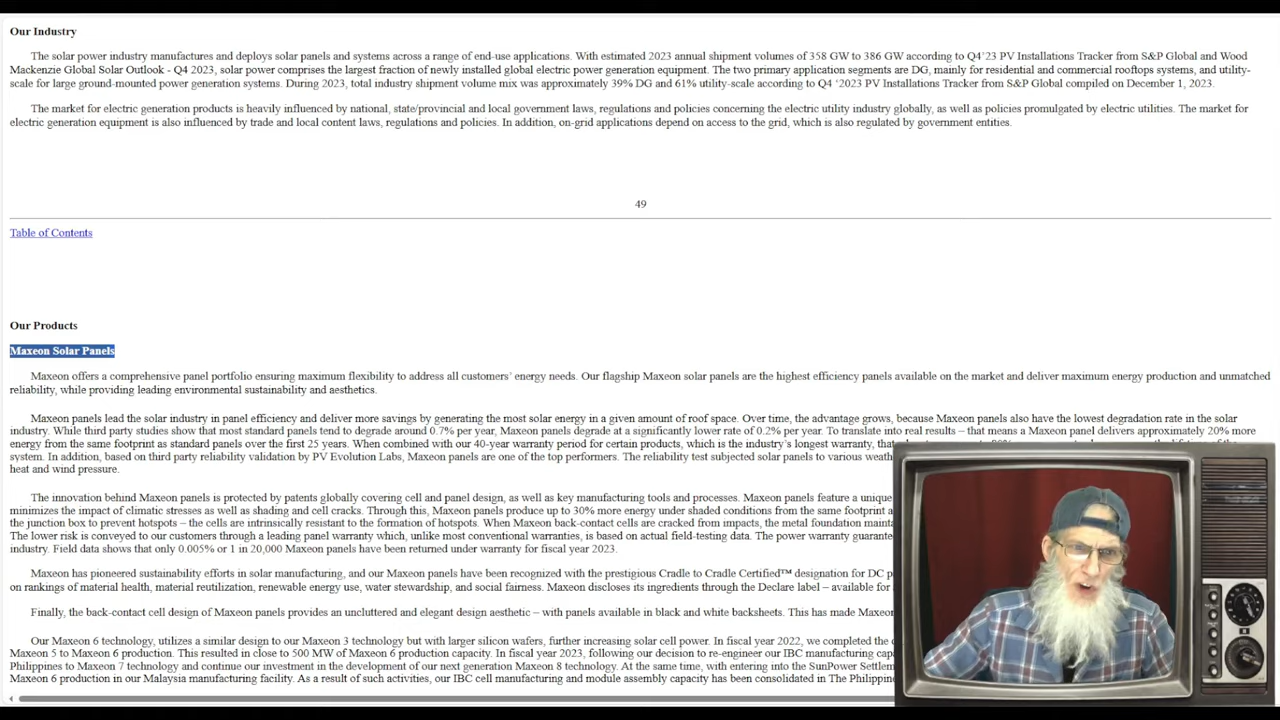 Our Industry
The solar power industry manufactures and deploys solar panels and systems across a range of end-use applications. With estimated 2023 annual shipment volumes of 358 GW to 386 GW according to Q4'23 PV Installations Tracker from S&P Global and Wood
Mackenzie Global Solar Outlook - Q4 2023, solar power comprises the largest fraction of newly installed global electric power generation equipment. The two primary application segments are DG, mainly for residential and commercial rooftops systems, and utility-
scale for large ground-mounted power generation systems. During 2023, total industry shipment volume mix was approximately 39% DG and 61% utility-scale according to Q4 ‘2023 PV Installations Tracker from S&P Global compiled on December 1, 2023.
The market for electric generation products is heavily influenced by national, state/provincial and local government laws, regulations and policies concerning the electric utility industry globally, as well as policies promulgated by electric utilities. The market for
electric generation equipment is also influenced by trade and local content laws, regulations and policies. In addition, on-grid applications depend on access to the grid, which is also regulated by government entities.
49
Table of Contents
Our Products
Maxeon Solar Panels
Maxeon offers a comprehensive panel portfolio ensuring maximum flexibility to address all customers’ energy needs. Our flagship Maxeon solar panels are the highest efficiency panels available on the market and deliver maximum energy production and unmatched
reliability, while providing leading environmental sustainability and aesthetics.
Maxeon panels lead the solar industry in panel efficiency and deliver more savings by generating the most solar energy in a given amount of roof space. Over time, the advantage grows, because Maxeon panels also have the lowest degradation rate in the solar
industry. While third party studies show that most standard panels tend to degrade around 0.7% per year, Maxeon panels degrade at a significantly lower rate of 0.2% per year. To translate into real results – that means a Maxeon panel delivers approximately 20% more
energy from the same footprint as standard panels over the first 25 years. When combined with our 40-year warranty period for certain products, which is the industry’s longest warranty, that
system. In addition, based on third party reliability validation by PV Evolution Labs, Maxeon panels are one of the top performers. The reliability test subjected solar panels to various
heat and wind pressure.
The innovation behind Maxeon panels is protected by patents globally covering cell and panel design, as well as key manufacturing tools and processes. Maxeon panels feature a unique
minimizes the impact of climatic stresses as well as shading and cell cracks. Through this, Maxeon panels produce up to 30% more energy under shaded conditions from the same footprint
the junction box to prevent hotspots – the cells are intrinsically resistant to the formation of hotspots. When Maxeon back-contact cells are cracked from impacts, the metal foundation
The lower risk is conveyed to our customers through a leading panel warranty which, unlike most conventional warranties, is based on actual field-testing data. The power warranty
industry. Field data shows that only 0.005% or 1 in 20,000 Maxeon panels have been returned under warranty for fiscal year 2023.
Maxeon has pioneered sustainability efforts in solar manufacturing, and our Maxeon panels have been recognized with the prestigious Cradle to Cradle Certified™ designation for DC
on rankings of material health, material reutilization, renewable energy use, water stewardship, and social fairness. Maxeon discloses its ingredients through the Declare label – available for
Finally, the back-contact cell design of Maxeon panels provides an uncluttered and elegant design aesthetic – with panels available in black and white backsheets. This has made Maxeon
Our Maxeon 6 technology, utilizes a similar design to our Maxeon 3 technology but with larger silicon wafers, further increasing solar cell power. In fiscal year 2022, we completed the
Maxeon 5 to Maxeon 6 production. This resulted in close to 500 MW of Maxeon 6 production capacity. In fiscal year 2023, following our decision to re-engineer our IBC manufacturing
Philippines to Maxeon 7 technology and continue our investment in the development of our next generation Maxeon 8 technology. At the same time, with entering into the SunPower
Maxeon 6 production in our Malaysia manufacturing facility. As a result of such activities, our IBC cell manufacturing and module assembly capacity has been consolidated in The